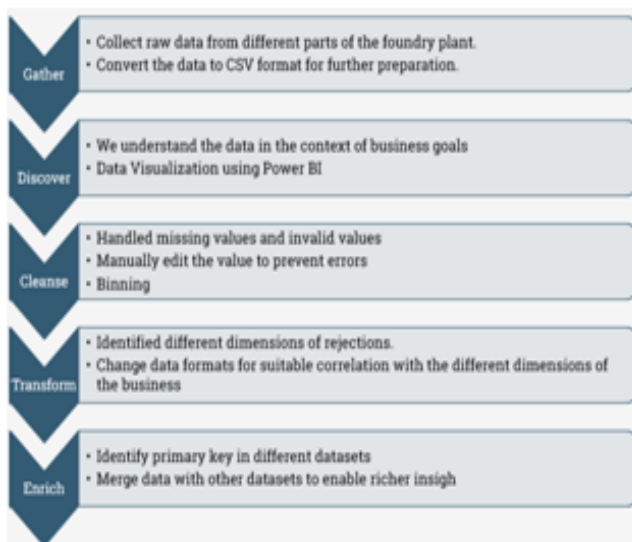 Gather
• Collect raw data from different parts of the foundry plant.
• Convert the data to CSV format for further preparation.
Discover
• We understand the data in the context of business goals
• Data Visualization using Power BI
Cleanse
• Handled missing values and invalid values
• Manually edit the value to prevent errors
• Binning
Transform
• Identified different dimensions of rejections.
• Change data formats for suitable correlation with the different dimensions of
the business
Enrich
• Identify primary key in different datasets
• Merge data with other datasets to enable richer insigh